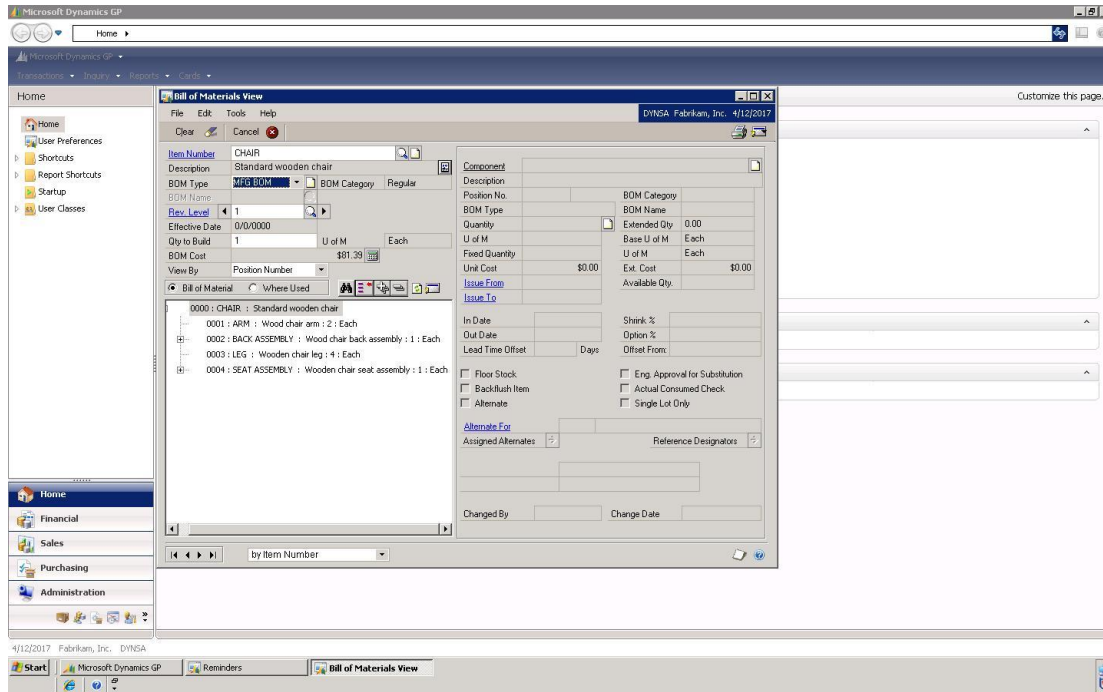 Microsoft Dynamics GP
Home
Microsoft Dynamics GP
Transactions Inquiry Reports Cards
Home
Customize this page.
Home
User Preferences
Shortcuts
Report Shortcuts
Startup
User Classes
Bill of Materials View
File Edit Tools Help
DYNSA Fabrikam, Inc. 4/12/2017
Clear Cancel
Item Number CHAIR
Description Standard wooden chair
BOM Type MFG BOM BOM Category Regular
BOM Name
Rev. Level 1
Effective Date 0/0/0000
Qty to Build 1 U of M Each
BOM Cost $81.39
View By Position Number
Bill of Material Where Used
0000 : CHAIR : Standard wooden chair
0001 : ARM : Wood chair arm : 2 : Each
0002 : BACK ASSEMBLY : Wood chair back assembly : 1 : Each
0003 : LEG : Wooden chair leg : 4 : Each
0004 : SEAT ASSEMBLY : Wooden chair seat assembly : 1 : Each
Component
Description
Position No. BOM Category
BOM Type BOM Name
Quantity Extended Qty 0.00
U of M Base U of M Each
Fixed Quantity U of M Each
Unit Cost $0.00 Ext. Cost $0.00
Issue From Available Qty.
Issue To
In Date Shrink %
Out Date Option %
Lead Time Offset Days Offset From:
Floor Stock Eng. Approval for Substitution
Backflush Item Actual Consumed Check
Alternate Single Lot Only
Alternate For
Assigned Alternates Reference Designators
Changed By Change Date
by Item Number
Home
Financial
Sales
Purchasing
Administration
4/12/2017 Fabrikam, Inc. DYNSA
Start Microsoft Dynamics GP Reminders Bill of Materials View